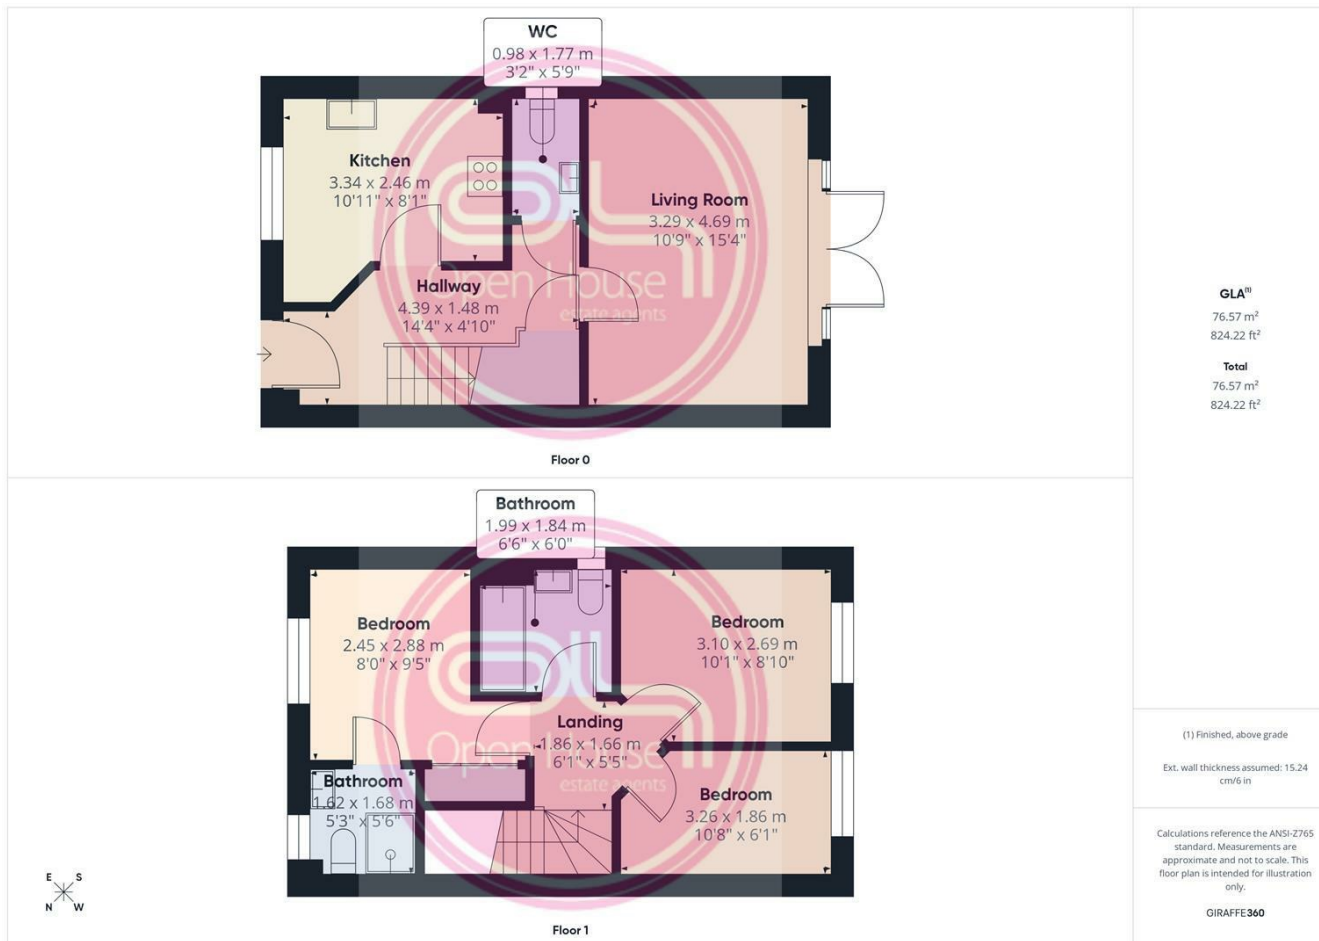 WC
0.98 x 1.77 m
3'2" x 5'9"
Kitchen
3.34 x 2.46 m
10'11" x 8'1"
Living Room
3.29 x 4.69 m
10'9" x 15'4"
Hallway
4.39 x 1.48 m
14'4" x 4'10"
Open House
estate agents
Floor 0
Bathroom
1.99 x 1.84 m
6'6" x 6'0"
Bedroom
2.45 x 2.88 m
8'0" x 9'5"
Bedroom
3.10 x 2.69 m
10'1" x 8'10"
Landing
1.86 x 1.66 m
6'1" x 5'5"
Open House
estate agents
Bathroom
1.62 x 1.68 m
5'3" x 5'6"
Bedroom
3.26 x 1.86 m
10'8" x 6'1"
E S
N W
Floor 1
GLA(1)
76.57 m²
824.22 ft²
Total
76.57 m²
824.22 ft²
(1) Finished, above grade
Ext. wall thickness assumed: 15.24
cm/6 in
Calculations reference the ANSI-Z765
standard. Measurements are
approximate and not to scale. This
floor plan is intended for illustration
only.
GIRAFFE360